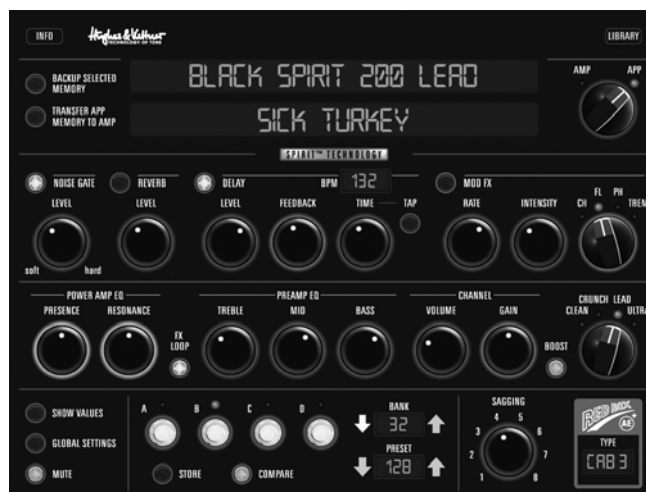 INFO
Hughes & Kettner
TECHNOLOGY OF TONE
LIBRARY
BACKUP SELECTED
MEMORY
TRANSFER APP
MEMORY TO AMP
BLACK SPIRIT 200 LEAD
SICK TURKEY
AMP APP
SPIRIT™ TECHNOLOGY
NOISE GATE REVERB DELAY BPM 132 MOD FX
LEVEL LEVEL LEVEL FEEDBACK TIME TAP RATE INTENSITY CH FL PH TREM
soft hard
POWER AMP EQ PREAMP EQ CHANNEL
PRESENCE RESONANCE FX LOOP TREBLE MID BASS VOLUME GAIN BOOST CLEAN CRUNCH LEAD ULTRA
SHOW VALUES
GLOBAL SETTINGS
MUTE
A B C D
STORE COMPARE
BANK
32
PRESET
128
SAGGING
1 2 3 4 5 6 7 8
RED BOX
AE+
TYPE
CAB 3